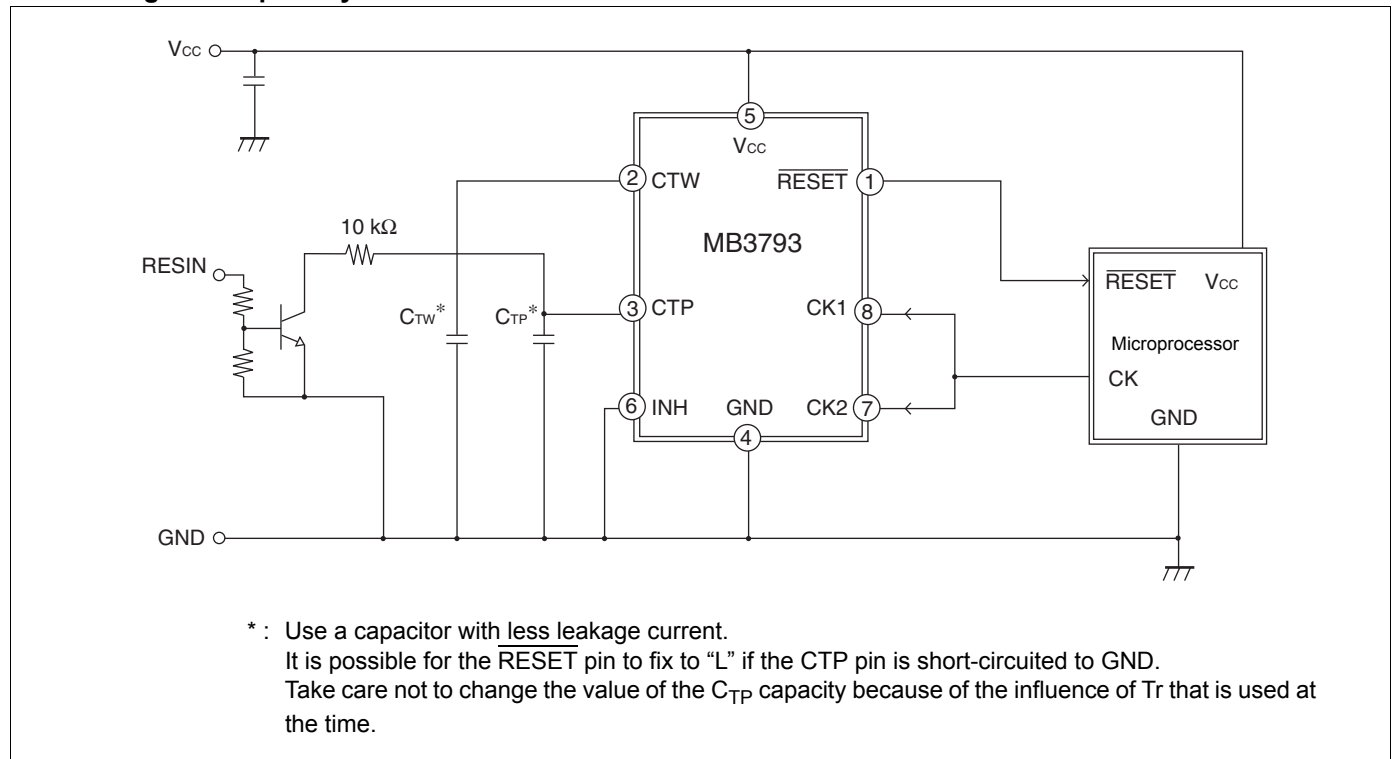 VCC
5
VCC
2 CTW RESET 1
10 kΩ
MB3793
RESIN
RESET VCC
CTW* CTP* 3 CTP CK1 8
Microprocessor
CK
6 INH GND CK2 7
GND
4
GND
* : Use a capacitor with less leakage current.
It is possible for the RESET pin to fix to “L” if the CTP pin is short-circuited to GND.
Take care not to change the value of the CTP capacity because of the influence of Tr that is used at
the time.